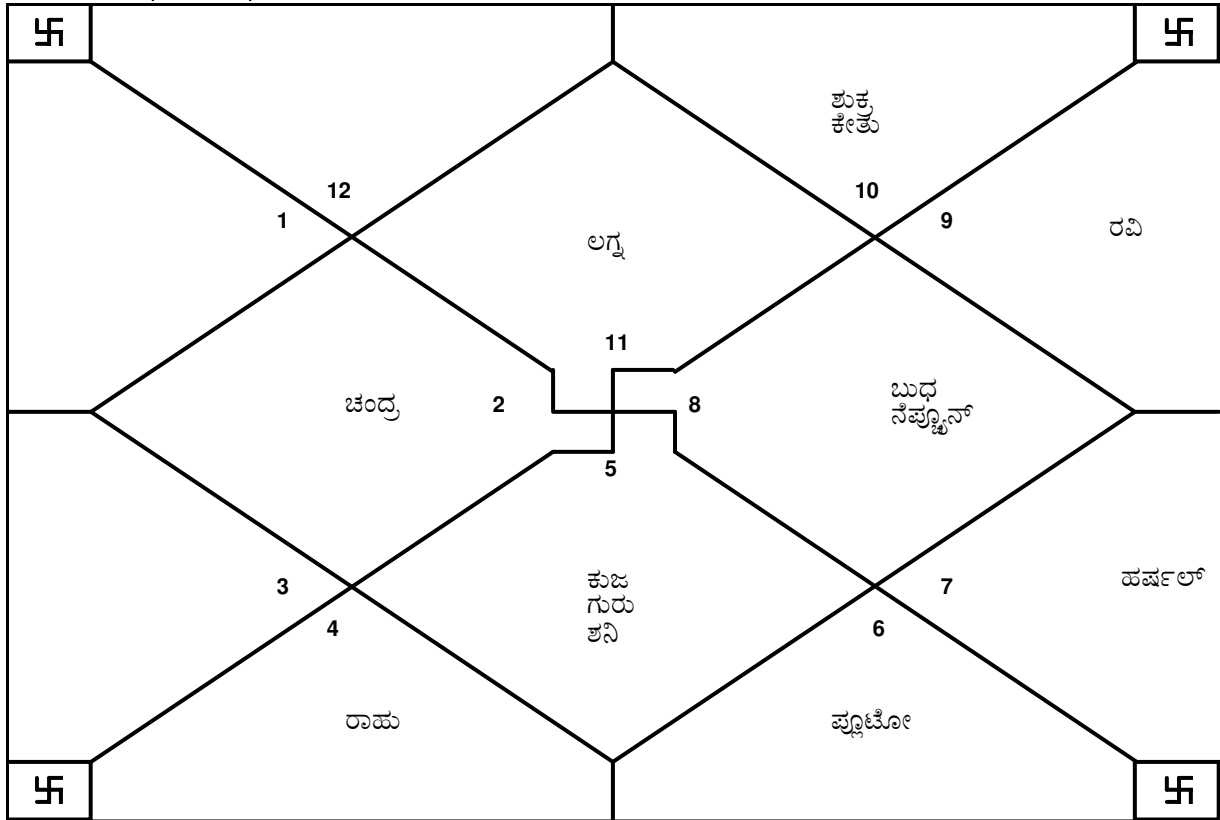 ಶುಕ್ರ
ಕೇತು
12
10
1
9
ರವಿ
ಲಗ್ನ
11
ಚಂದ್ರ
2
8
ಬುಧ
ನೆಪ್ಚ್ಯೂನ್
5
3
ಕುಜ
ಗುರು
ಶನಿ
7
ಹರ್ಷಲ್
4
6
ರಾಹು
ಪ್ಲೂಟೋ